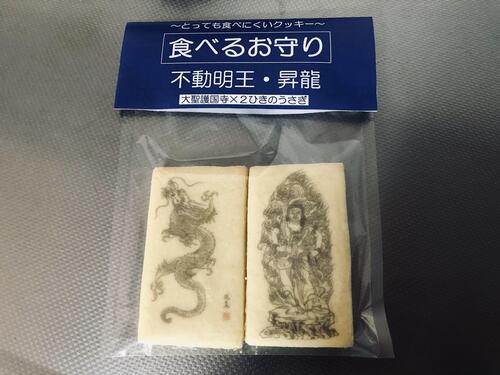 ～とっても食べにくいクッキー～
食べるお守り
不動明王・昇龍
大聖護国寺×2ひきのうさぎ